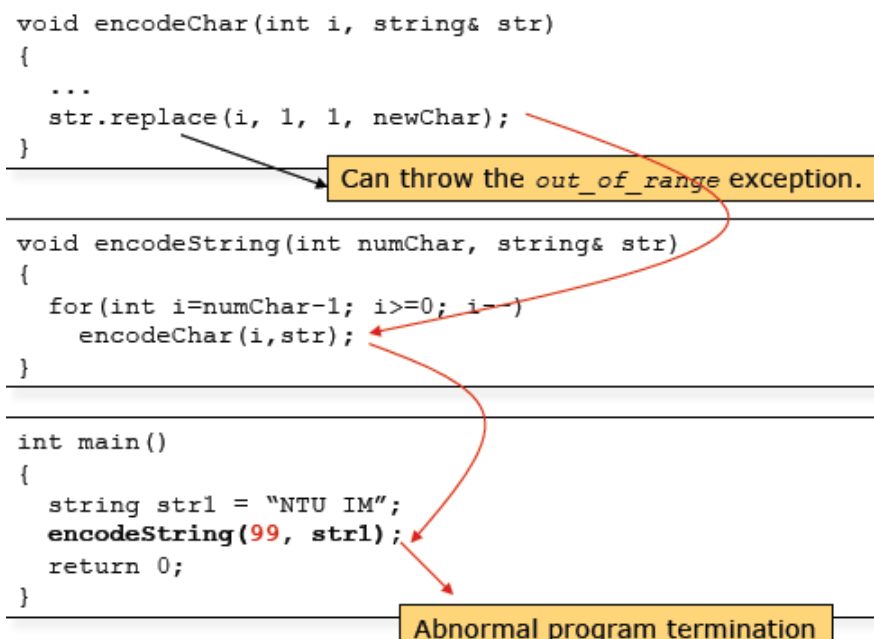 void encodeChar(int i, string& str)
{
...
str.replace(i, 1, 1, newChar);
}
Can throw the out_of_range exception.
void encodeString(int numChar, string& str)
{
for(int i=numChar-1; i>=0; i--)
encodeChar(i,str);
}
int main()
{
string str1 = “NTU IM”;
encodeString(99, str1);
return 0;
}
Abnormal program termination